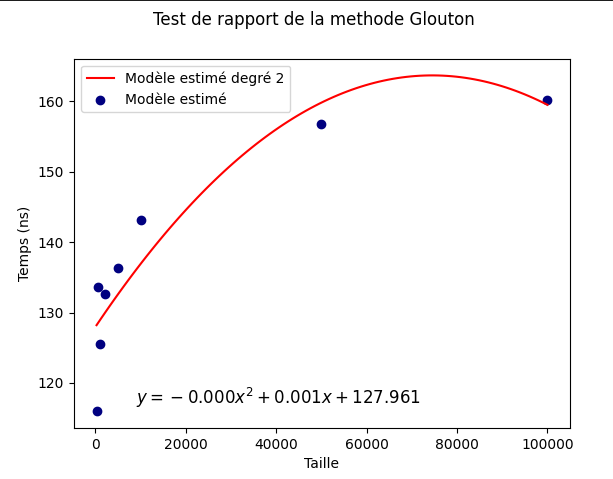 Test de rapport de la methode Glouton
Modèle estimé degré 2
Modèle estimé
160
150
140
130
120
Temps (ns)
y = −0.000x² + 0.001x + 127.961
0 20000 40000 60000 80000 100000
Taille